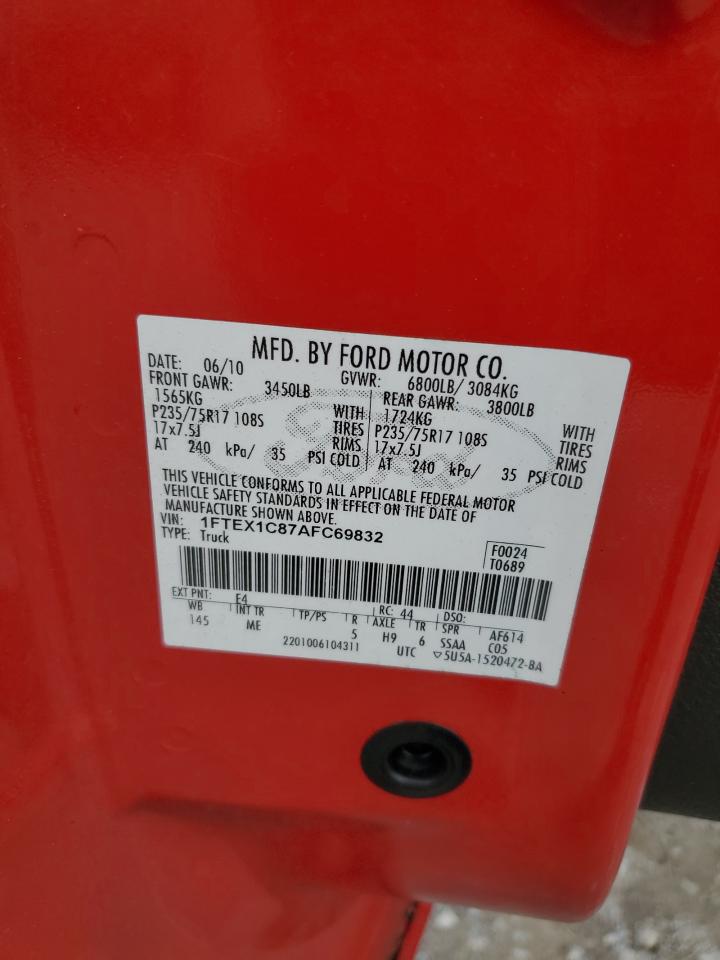 MFD. BY FORD MOTOR CO.
DATE: 06/10 GVWR: 6800LB/ 3084KG
FRONT GAWR: 3450LB REAR GAWR: 3800LB
1565KG WITH 1724KG WITH
P235/75R17 108S TIRES P235/75R17 108S TIRES
17x7.5J RIMS 17x7.5J RIMS
AT 240 kPa/ 35 PSI COLD AT 240 kPa/ 35 PSI COLD
THIS VEHICLE CONFORMS TO ALL APPLICABLE FEDERAL MOTOR
VEHICLE SAFETY STANDARDS IN EFFECT ON THE DATE OF
MANUFACTURE SHOWN ABOVE.
VIN: 1FTEX1C87AFC69832
TYPE: Truck
F0024
T0689
EXT PNT: E4 RC: 44 DSO:
WB INT TR TP/PS R AXLE TR SPR AF614
145 ME 5 H9 6 SSAA C05
2201006104311 UTC ▽5U5A-1520472-BA
Ford